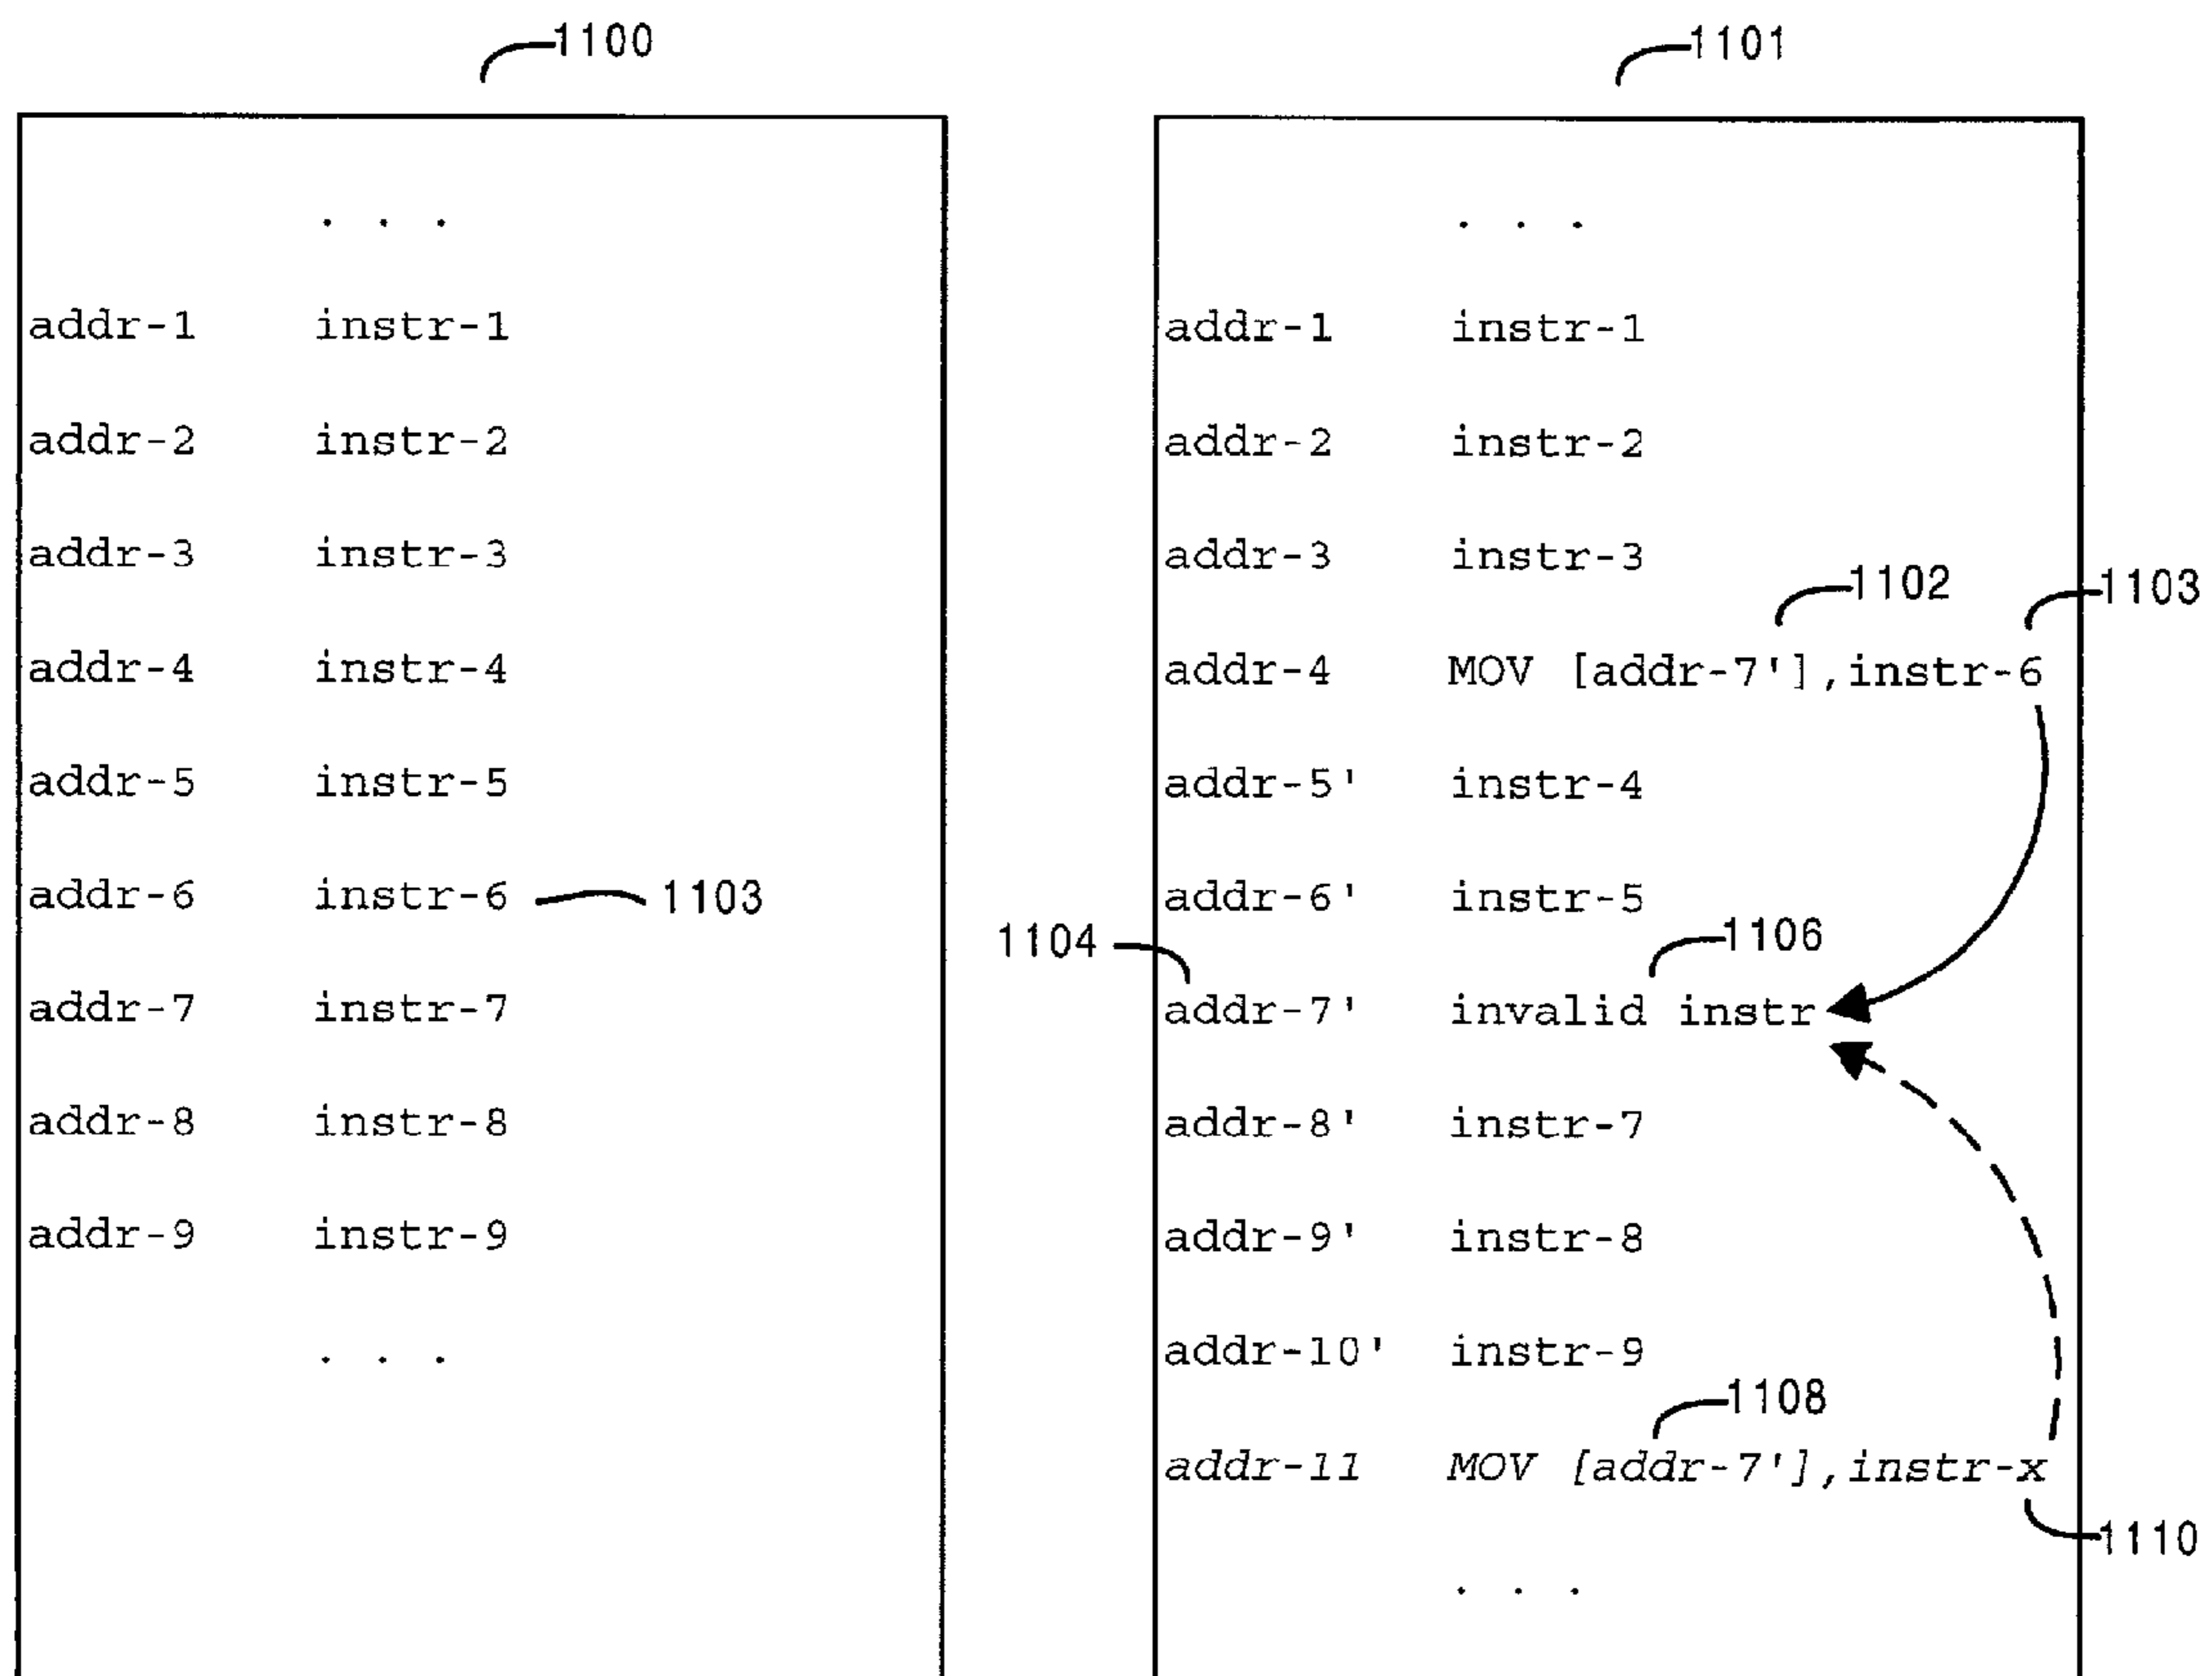 1100
. . .
addr-1 instr-1
addr-2 instr-2
addr-3 instr-3
addr-4 instr-4
addr-5 instr-5
addr-6 instr-6 1103
addr-7 instr-7
addr-8 instr-8
addr-9 instr-9
. . .
1101
. . .
addr-1 instr-1
addr-2 instr-2
addr-3 instr-3
1102 1103
addr-4 MOV [addr-7'],instr-6
addr-5' instr-4
addr-6' instr-5
1104 1106
addr-7' invalid instr
addr-8' instr-7
addr-9' instr-8
addr-10' instr-9
1108
addr-11 MOV [addr-7'],instr-x
1110
. . .